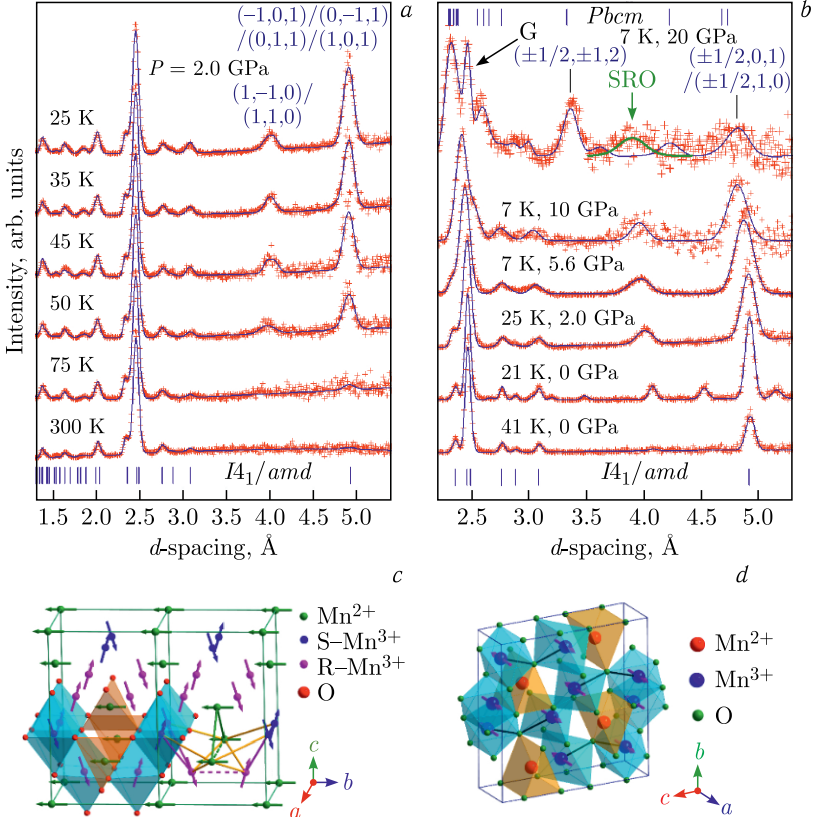 a
(–1,0,1)/(0,–1,1)
/(0,1,1)/(1,0,1)
P = 2.0 GPa
(1,–1,0)/
(1,1,0)
25 K
35 K
45 K
50 K
75 K
300 K
I4₁/amd
Intensity, arb. units
1.5 2.0 2.5 3.0 3.5 4.0 4.5 5.0
d-spacing, Å
b
Pbcm
7 K, 20 GPa
G
(±1/2,±1,2)
(±1/2,0,1)
/(±1/2,1,0)
SRO
7 K, 10 GPa
7 K, 5.6 GPa
25 K, 2.0 GPa
21 K, 0 GPa
41 K, 0 GPa
I4₁/amd
2.5 3.0 3.5 4.0 4.5 5.0
d-spacing, Å
c
Mn²⁺
S–Mn³⁺
R–Mn³⁺
O
c
b
a
d
Mn²⁺
Mn³⁺
O
b
c
a